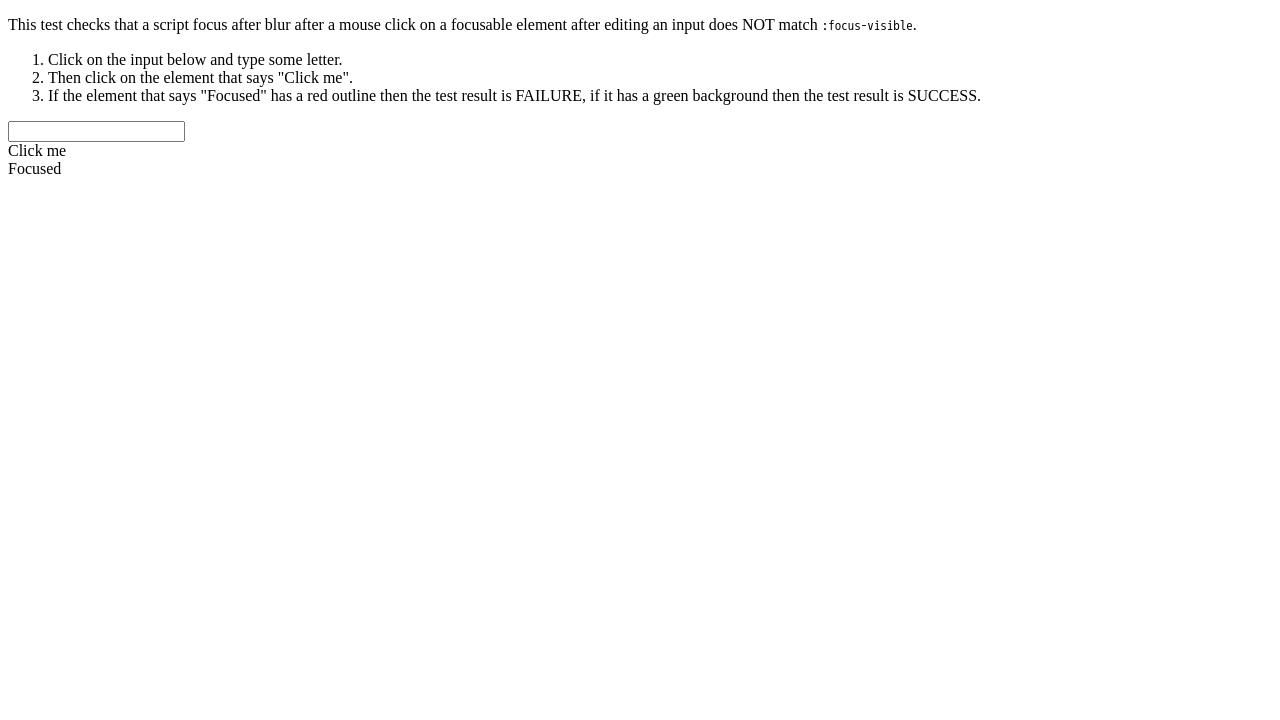 This test checks that a script focus after blur after a mouse click on a focusable element after editing an input does NOT match :focus-visible.
1. Click on the input below and type some letter.
2. Then click on the element that says "Click me".
3. If the element that says "Focused" has a red outline then the test result is FAILURE, if it has a green background then the test result is SUCCESS.
Click me
Focused